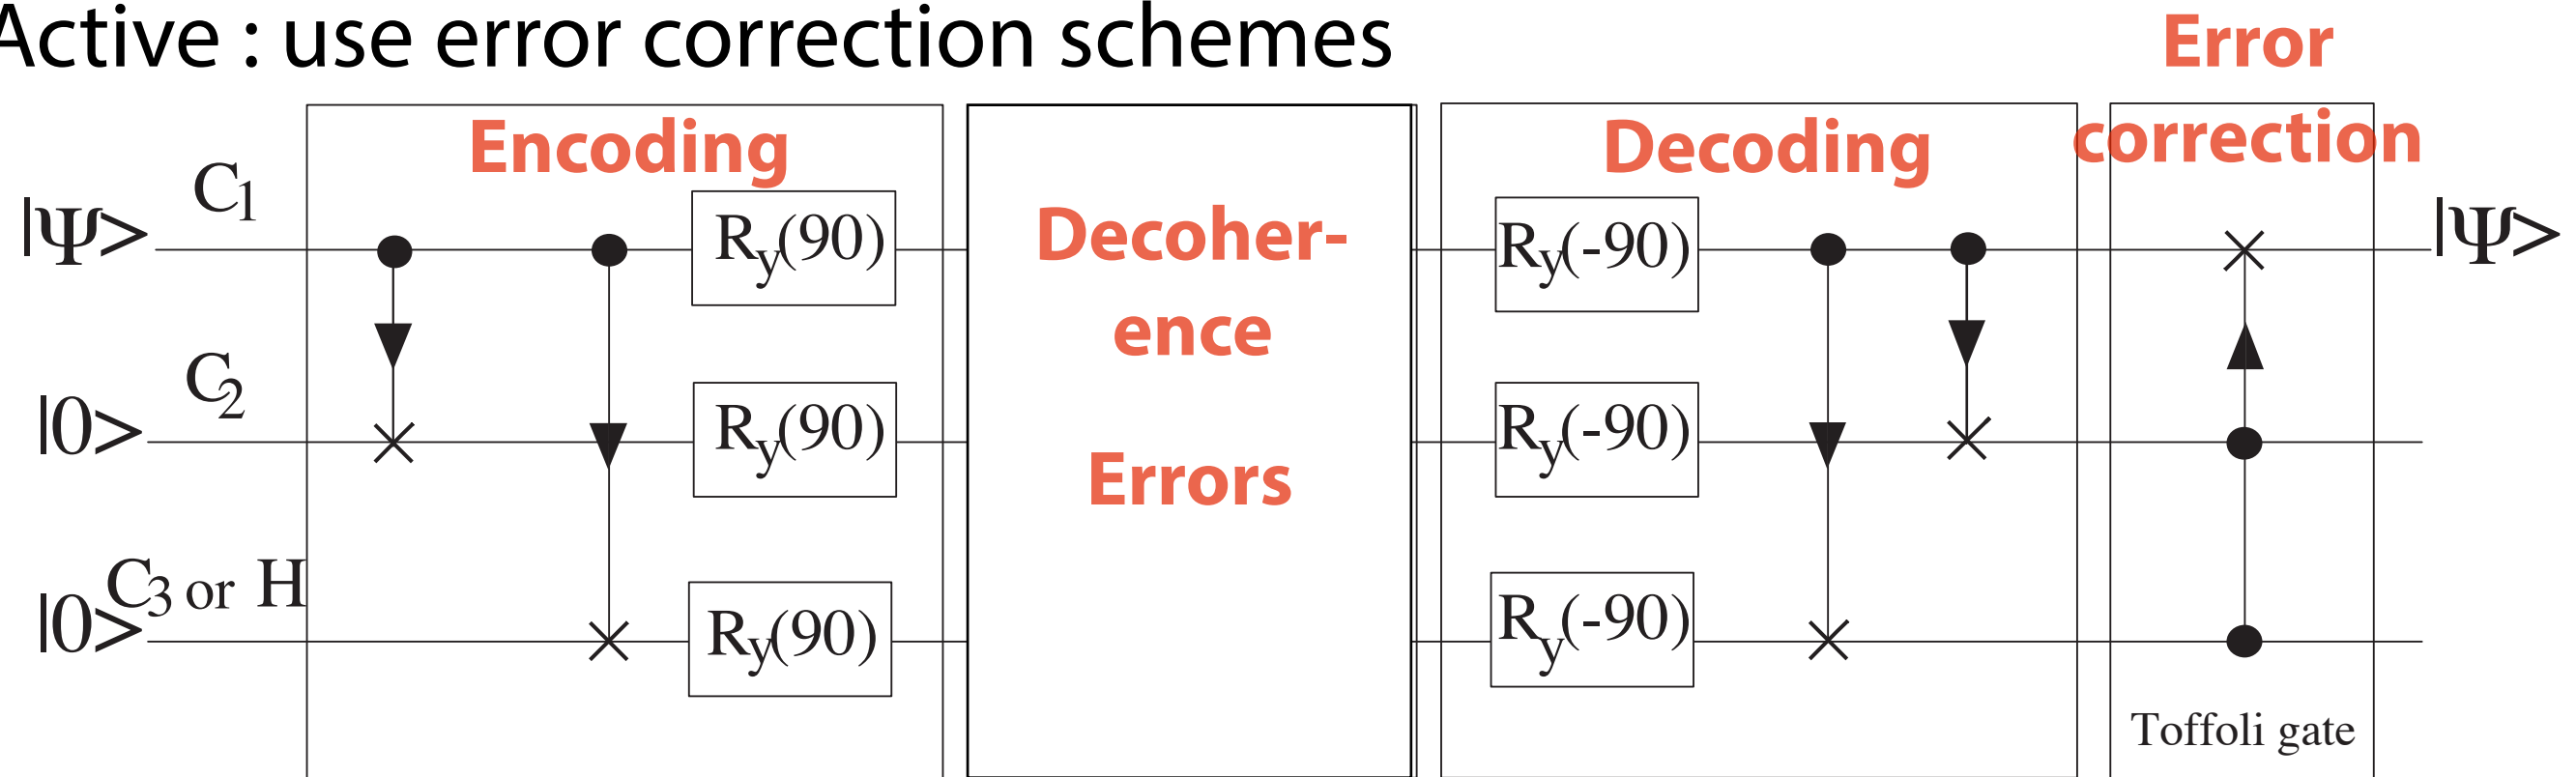 Active : use error correction schemes
Error
correction
Encoding
Decoding
Decoher-
ence
Errors
|Ψ> C1 Ry(90) Ry(-90) |Ψ>
|0> C2 Ry(90) Ry(-90)
|0> C3 or H Ry(90) Ry(-90)
Toffoli gate